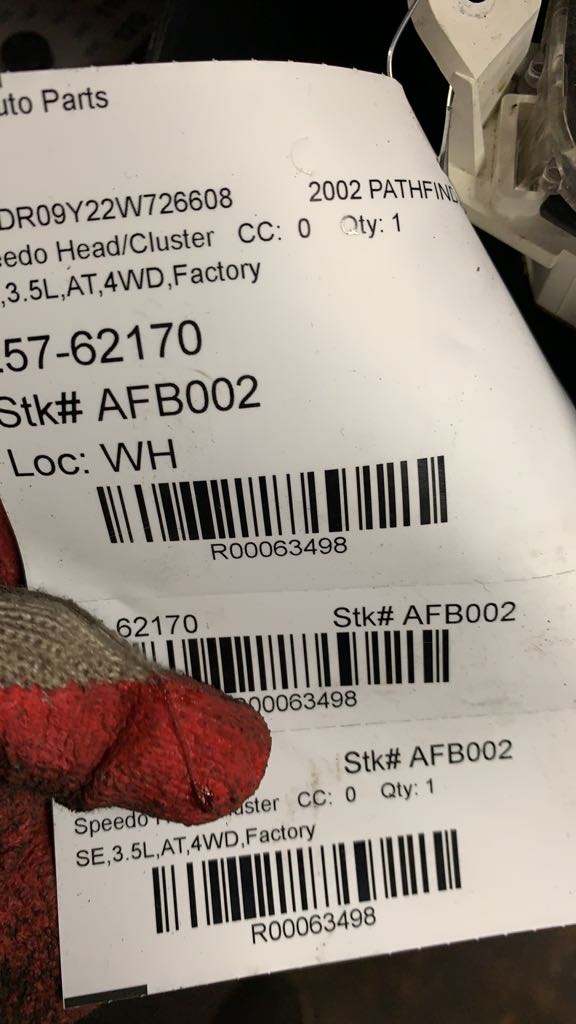 uto Parts
DR09Y22W726608 2002 PATHFIND
eedo Head/Cluster CC: 0 Qty: 1
,3.5L,AT,4WD,Factory
57-62170
Stk# AFB002
Loc: WH
R00063498
62170 Stk# AFB002
00063498
Stk# AFB002
Speedo uster CC: 0 Qty: 1
SE,3.5L,AT,4WD,Factory
R00063498